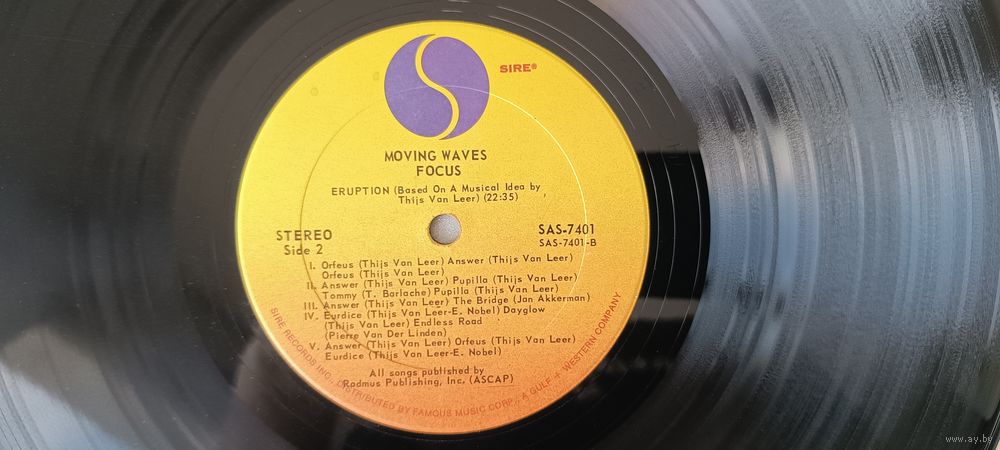 SIRE®
MOVING WAVES
FOCUS
ERUPTION (Based On A Musical Idea by
Thijs Van Leer) (22:35)
STEREO
Side 2
SAS-7401
SAS-7401-B
I. Orfeus (Thijs Van Leer) Answer (Thijs Van Leer)
Orfeus (Thijs Van Leer)
II. Answer (Thijs Van Leer) Pupilla (Thijs Van Leer)
Tommy (T. Barlache) Pupilla (Thijs Van Leer)
III. Answer (Thijs Van Leer) The Bridge (Jan Akkerman)
IV. Eurdice (Thijs Van Leer-E. Nobel) Dayglow
(Thijs Van Leer) Endless Road
(Pierre Van Der Linden)
V. Answer (Thijs Van Leer) Orfeus (Thijs Van Leer)
Eurdice (Thijs Van Leer-E. Nobel)
All songs published by
Radmus Publishing, Inc. (ASCAP)
SIRE RECORDS INC., DISTRIBUTED BY FAMOUS MUSIC CORP., A GULF + WESTERN COMPANY
www.ay.by